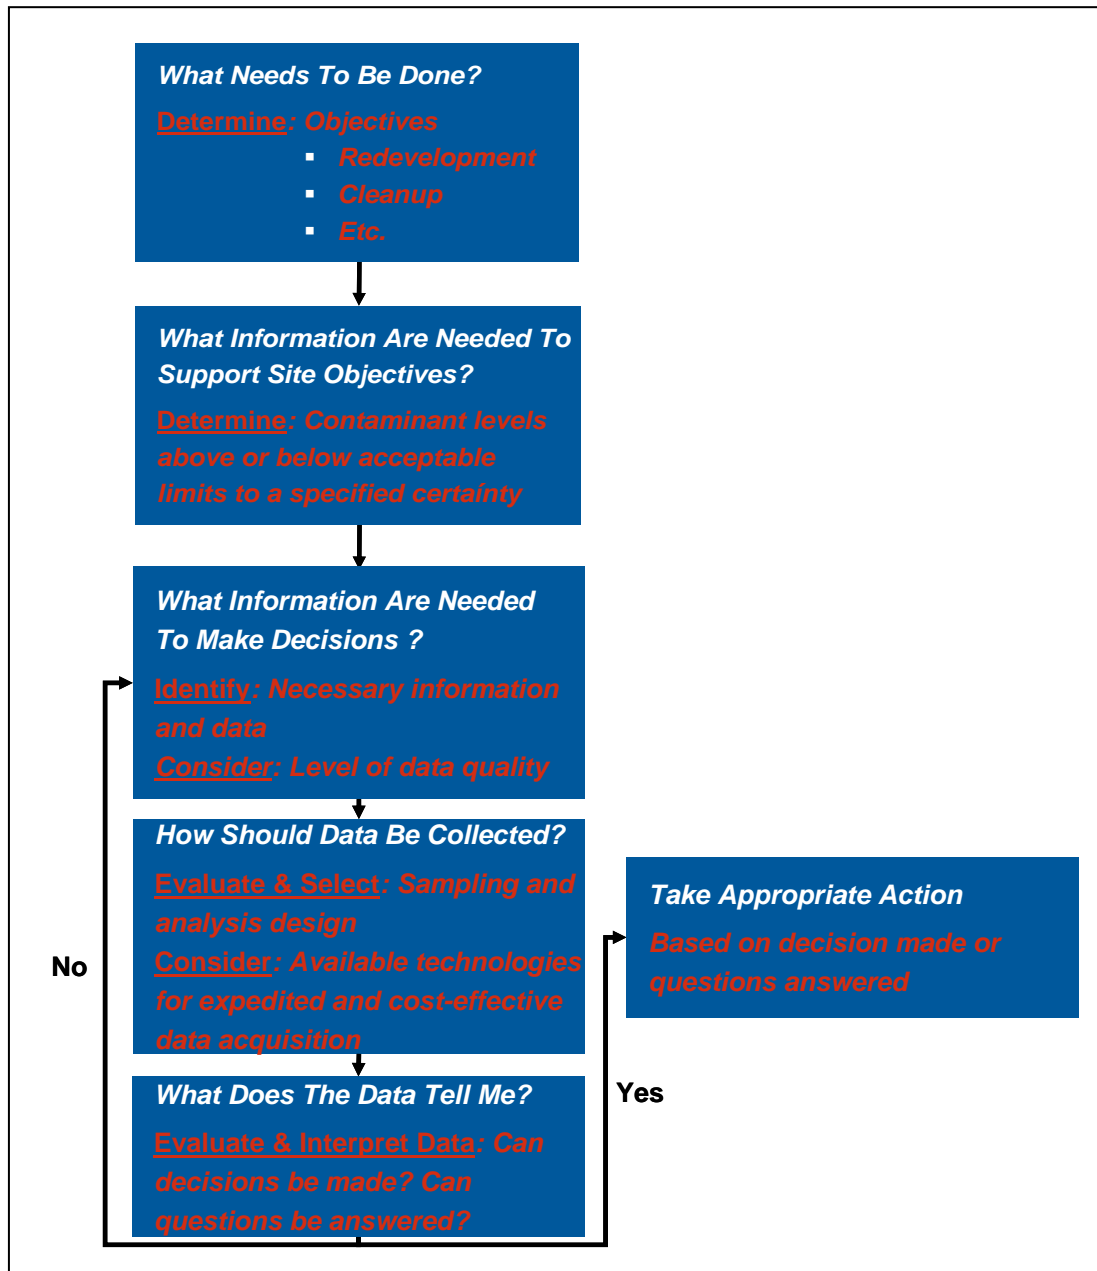 What Needs To Be Done?
Determine: Objectives
▪ Redevelopment
▪ Cleanup
▪ Etc.
What Information Are Needed To
Support Site Objectives?
Determine: Contaminant levels
above or below acceptable
limits to a specified certaínty
What Information Are Needed
To Make Decisions ?
Identify: Necessary information
and data
Consider: Level of data quality
How Should Data Be Collected?
Evaluate & Select: Sampling and
analysis design
Consider: Available technologies
for expedited and cost-effective
data acquisition
What Does The Data Tell Me?
Evaluate & Interpret Data: Can
decisions be made? Can
questions be answered?
No
Yes
Take Appropriate Action
Based on decision made or
questions answered